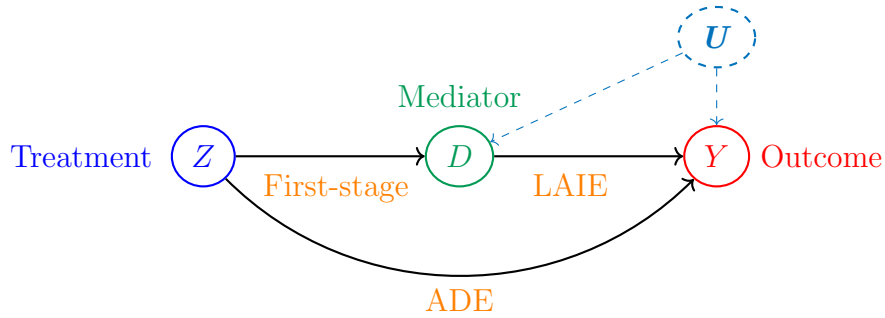 U
Mediator
Treatment Z D Y Outcome
First-stage LAIE
ADE